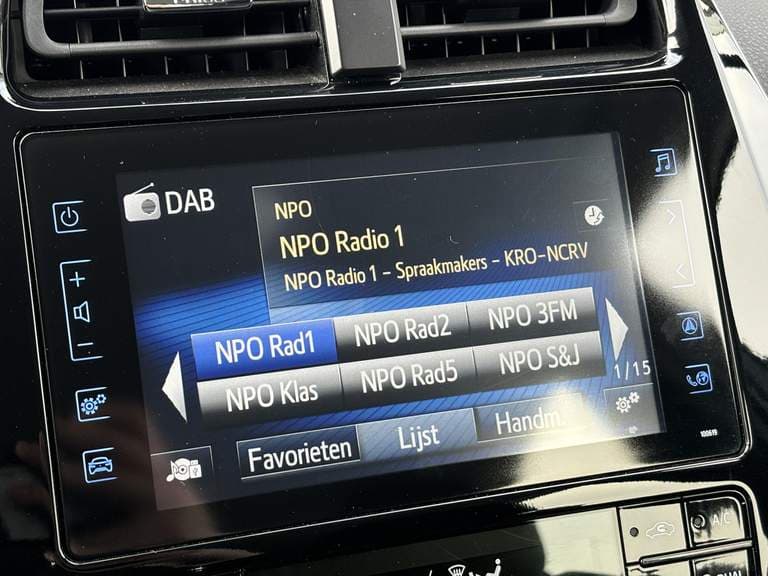 DAB
NPO
NPO Radio 1
NPO Radio 1 – Spraakmakers – KRO-NCRV
NPO Rad1 NPO Rad2 NPO 3FM
NPO Klas NPO Rad5 NPO S&J
1/15
Favorieten Lijst Handm.
100619
A/C